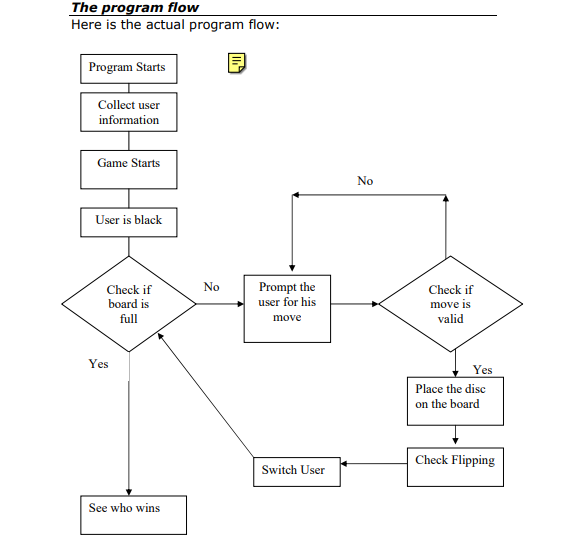 The program flow
Here is the actual program flow:
Program Starts
Collect user
information
Game Starts
User is black
No
Check if
board is
full
No
Prompt the
user for his
move
Check if
move is
valid
Yes
Yes
Place the disc
on the board
Switch User
Check Flipping
See who wins